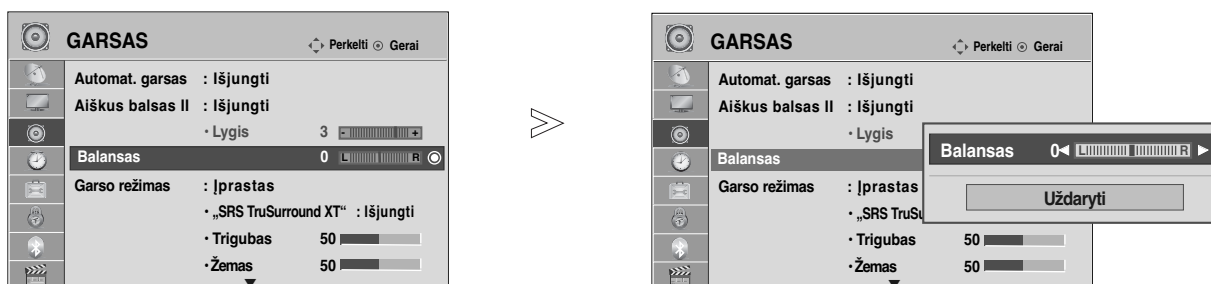 GARSAS
Perkelti Gerai
Automat. garsas : Išjungti
Aiškus balsas II : Išjungti
• Lygis 3 - +
Balansas 0 L R
Garso režimas : Įprastas
• „SRS TruSurround XT“ : Išjungti
• Trigubas 50
• Žemas 50
GARSAS
Perkelti Gerai
Automat. garsas : Išjungti
Aiškus balsas II : Išjungti
• Lygis
Balansas
Garso režimas : Įprastas
• „SRS TruSu
• Trigubas 50
• Žemas 50
Balansas 0 L R
Uždaryti